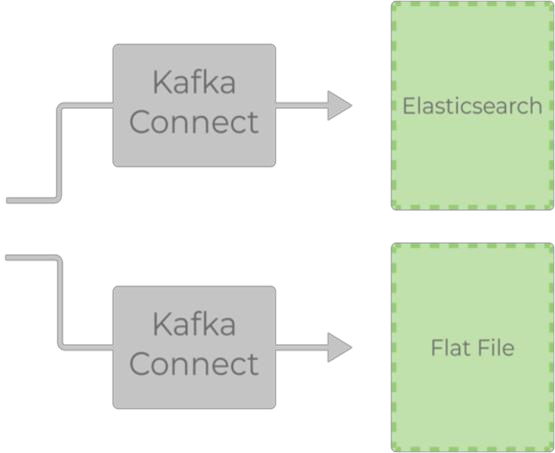 Kafka
Connect
Elasticsearch
Kafka
Connect
Flat File